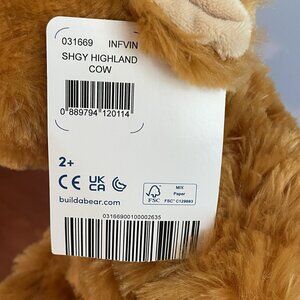 031669 INFVIN
SHGY HIGHLAND
COW
0 889794 120114
2+
CE UK
CA
buildabear.com
FSC
MIX
Paper
FSC® C129883
03166900100002635